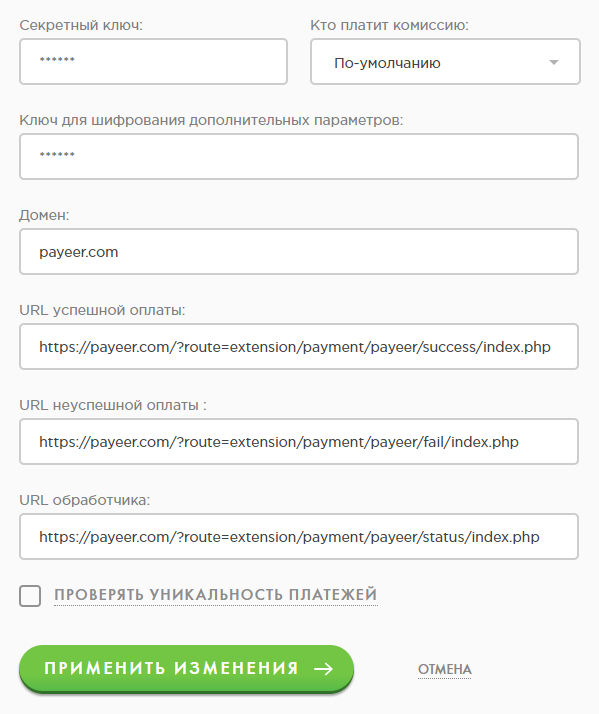 Секретный ключ:
Кто платит комиссию:
******
По-умолчанию
Ключ для шифрования дополнительных параметров:
******
Домен:
payeer.com
URL успешной оплаты:
https://payeer.com/?route=extension/payment/payeer/success/index.php
URL неуспешной оплаты :
https://payeer.com/?route=extension/payment/payeer/fail/index.php
URL обработчика:
https://payeer.com/?route=extension/payment/payeer/status/index.php
ПРОВЕРЯТЬ УНИКАЛЬНОСТЬ ПЛАТЕЖЕЙ
ПРИМЕНИТЬ ИЗМЕНЕНИЯ →
ОТМЕНА